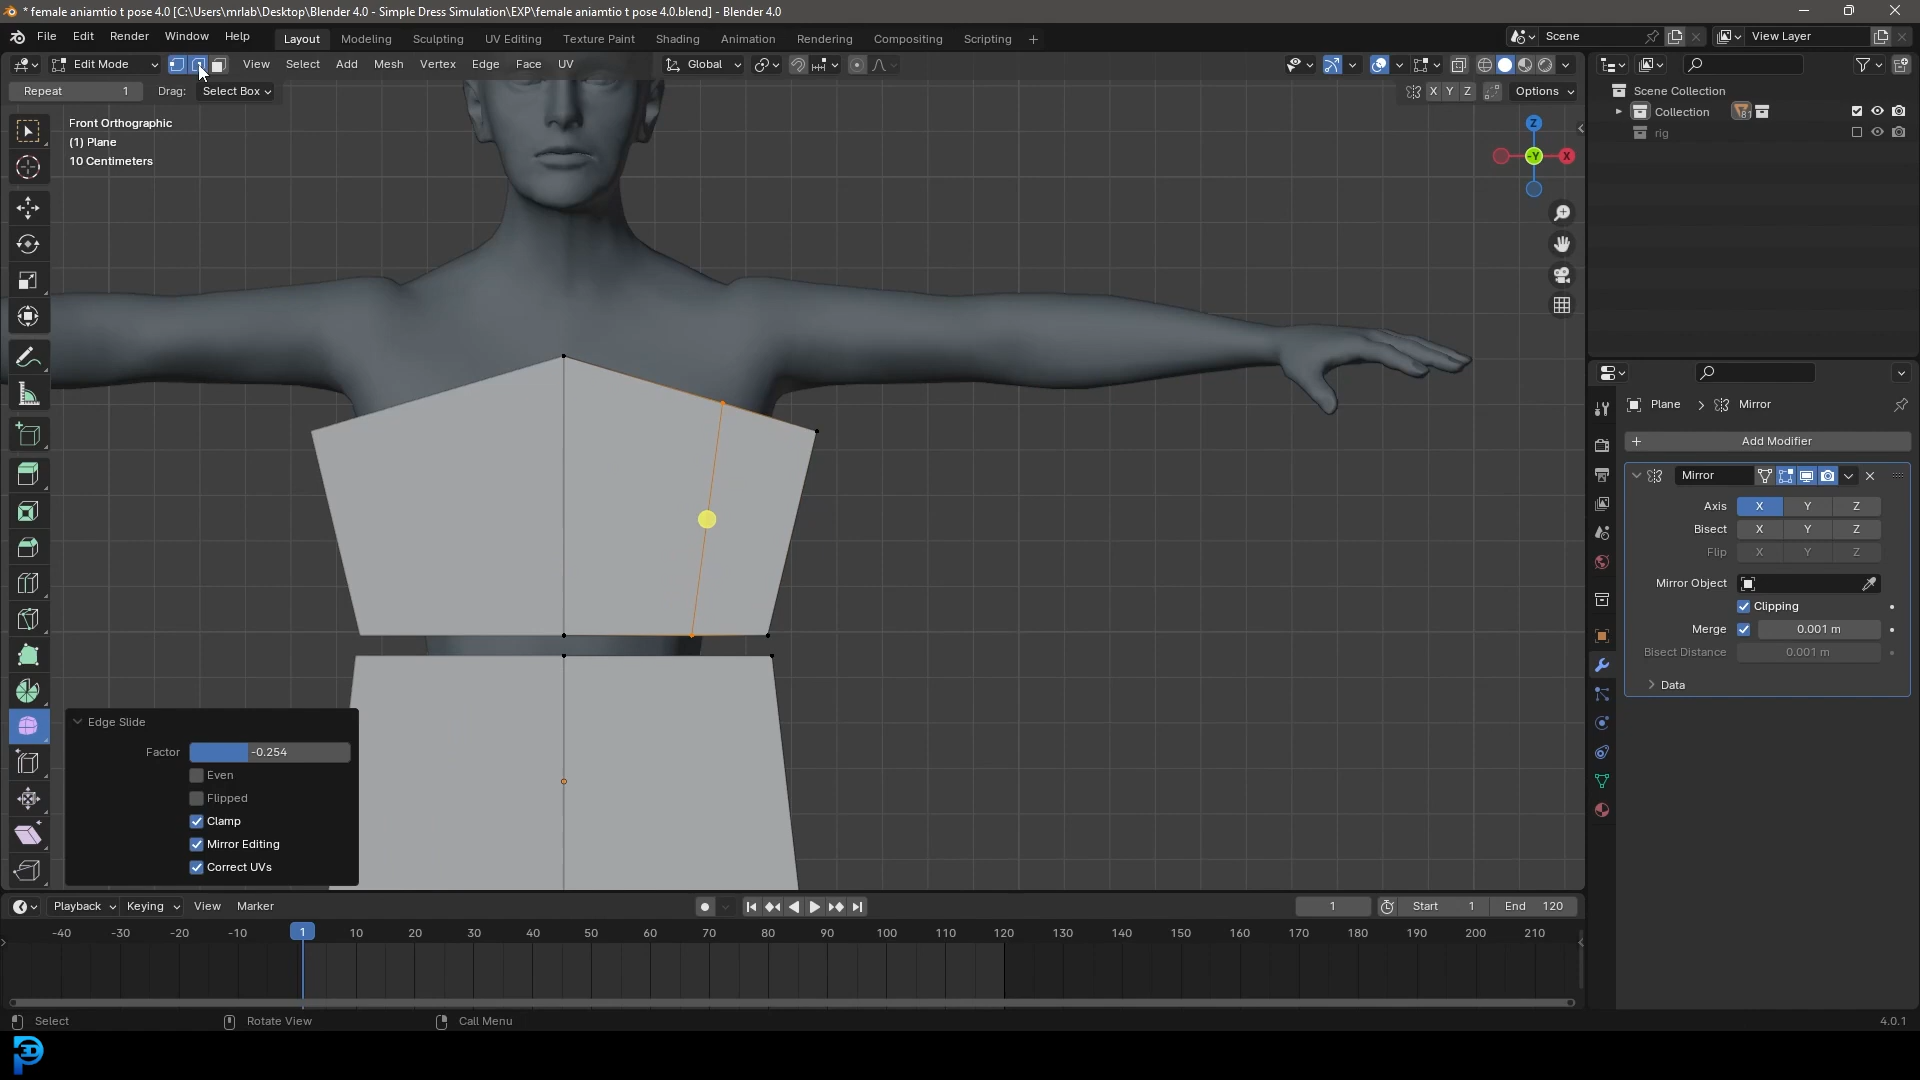 * female aniamtio t pose 4.0 [C:\Users\mrlab\Desktop\Blender 4.0 - Simple Dress Simulation\EXP\female aniamtio t pose 4.0.blend] - Blender 4.0
File Edit Render Window Help Layout Modeling Sculpting UV Editing Texture Paint Shading Animation Rendering Compositing Scripting + Scene View Layer
Edit Mode View Select Add Mesh Vertex Edge Face UV Global
Repeat 1 Drag: Select Box X Y Z Options
Scene Collection
Collection 81
rig
Front Orthographic
(1) Plane
10 Centimeters
Z
-Y X
Plane > Mirror
+ Add Modifier
Mirror
Axis X Y Z
Bisect X Y Z
Flip X Y Z
Mirror Object
Clipping
Merge 0.001 m
Bisect Distance 0.001 m
> Data
Edge Slide
Factor -0.254
Even
Flipped
Clamp
Mirror Editing
Correct UVs
Playback Keying View Marker 1 Start 1 End 120
-40 -30 -20 -10 1 10 20 30 40 50 60 70 80 90 100 110 120 130 140 150 160 170 180 190 200 210
Select Rotate View Call Menu 4.0.1
3D